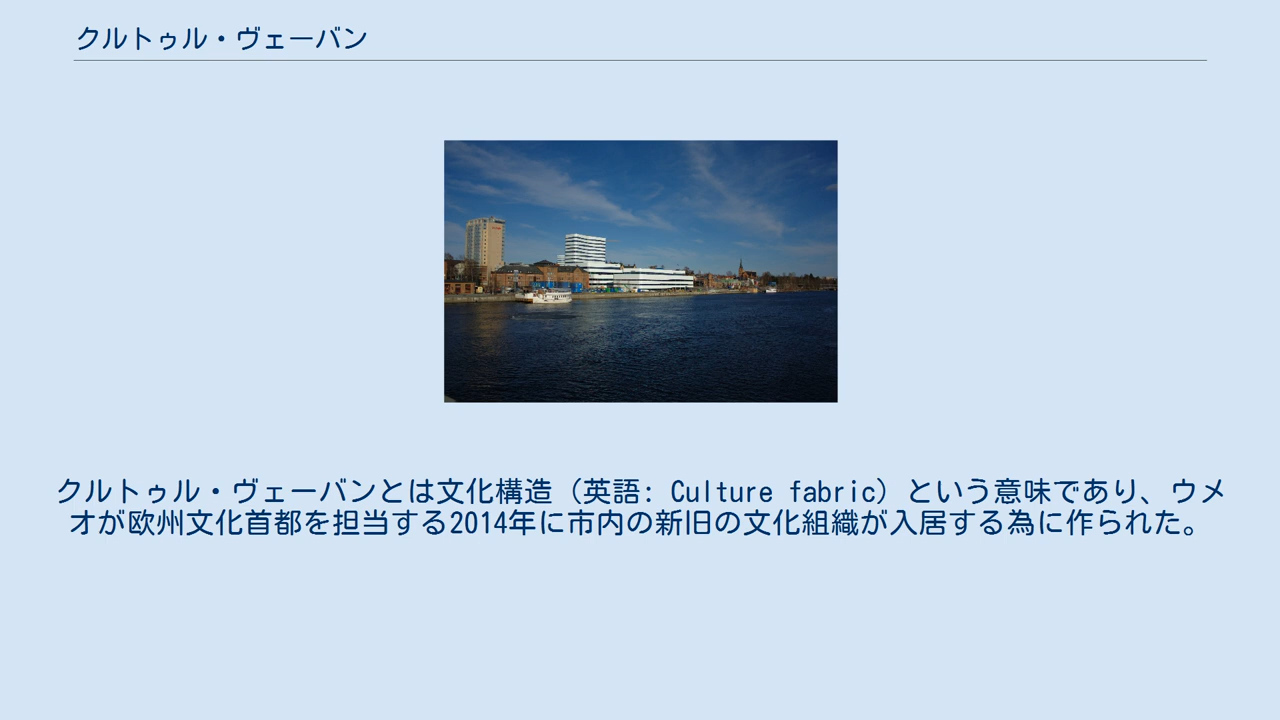 クルトゥル・ヴェーバン
クルトゥル・ヴェーバンとは文化構造（英語: Culture fabric）という意味であり、ウメ
オが欧州文化首都を担当する2014年に市内の新旧の文化組織が入居する為に作られた。